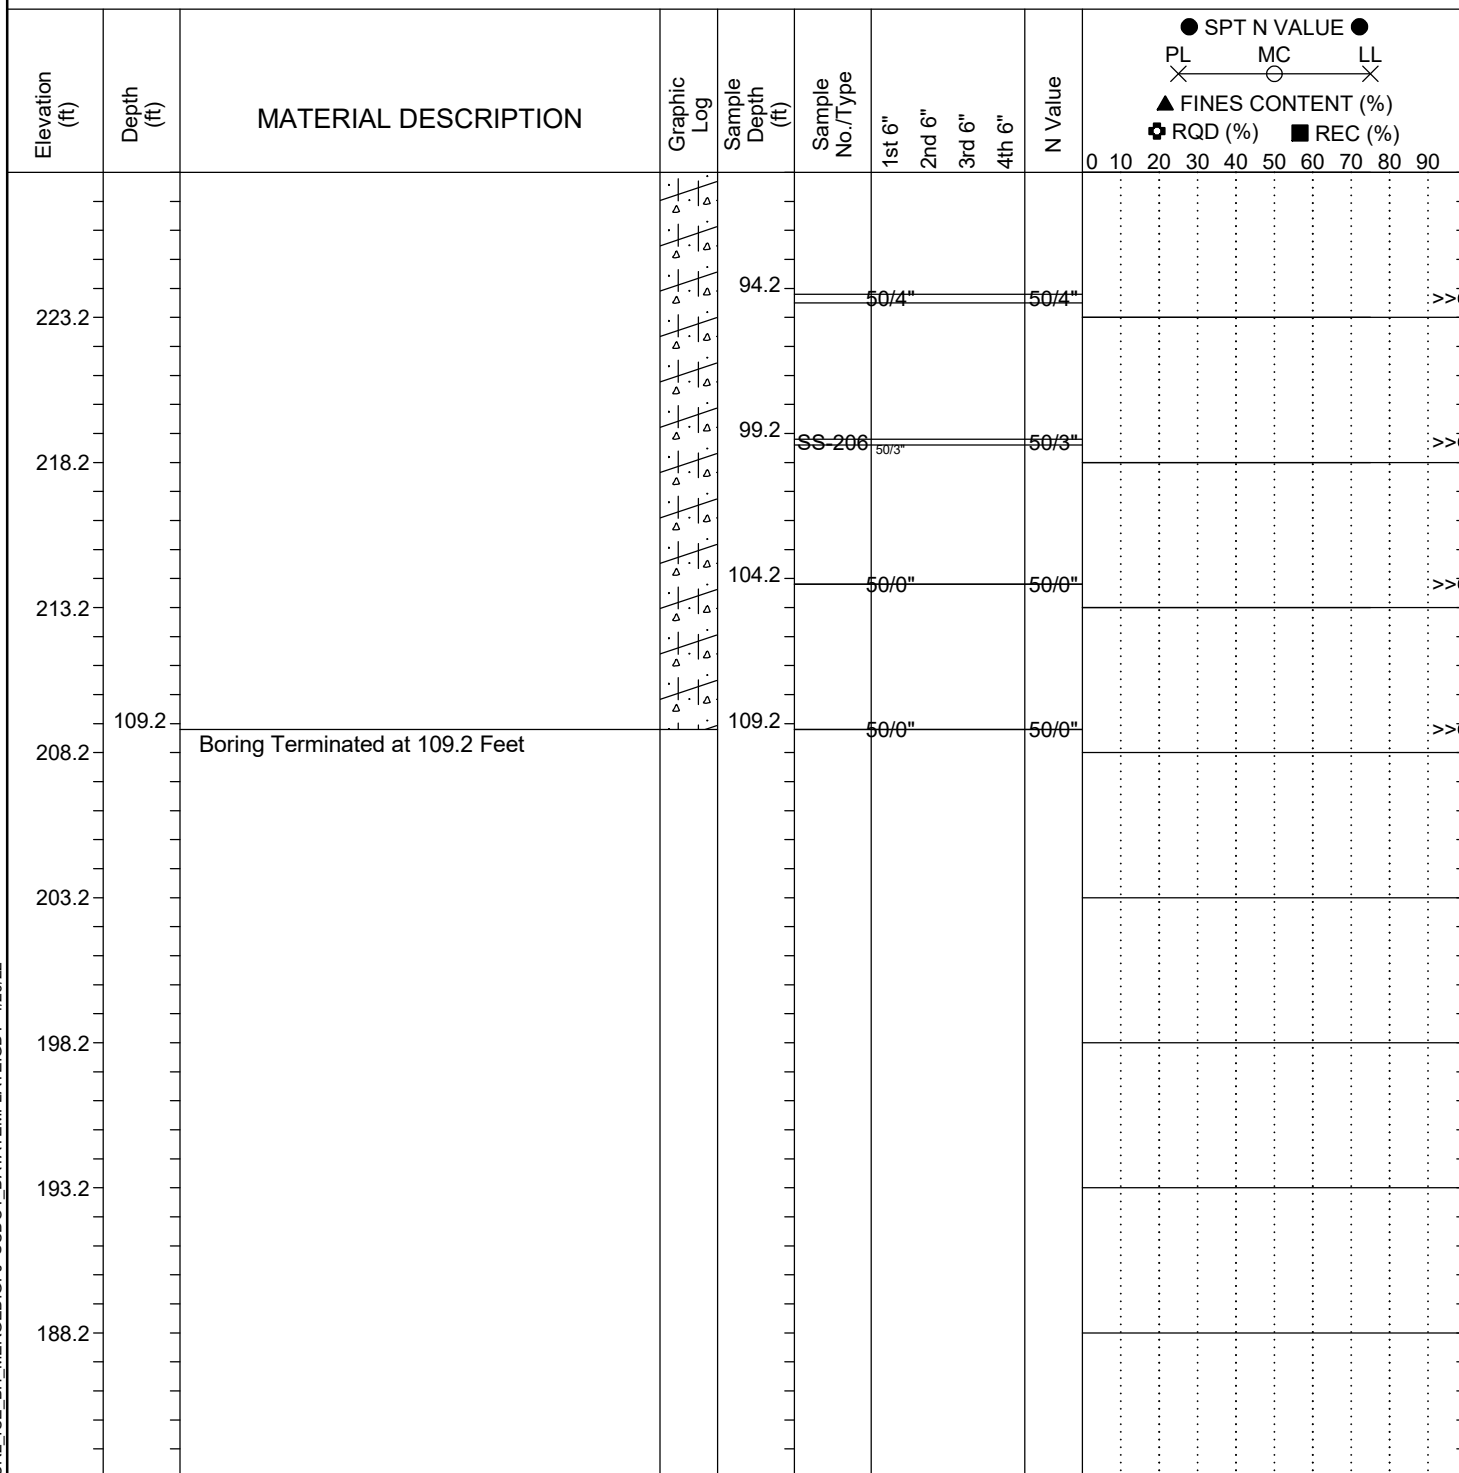 Elevation (ft)
Depth (ft)
MATERIAL DESCRIPTION
Graphic Log
Sample Depth (ft)
Sample No./Type
1st 6"
2nd 6"
3rd 6"
4th 6"
N Value
● SPT N VALUE ●
PL MC LL
▲ FINES CONTENT (%)
RQD (%) ■ REC (%)
0 10 20 30 40 50 60 70 80 90
94.2 50/4" 50/4" >>
223.2
99.2 SS-206 50/3" 50/3" >>
218.2
104.2 50/0" 50/0" >>
213.2
109.2 109.2 50/0" 50/0" >>
Boring Terminated at 109.2 Feet
208.2
203.2
198.2
193.2
188.2